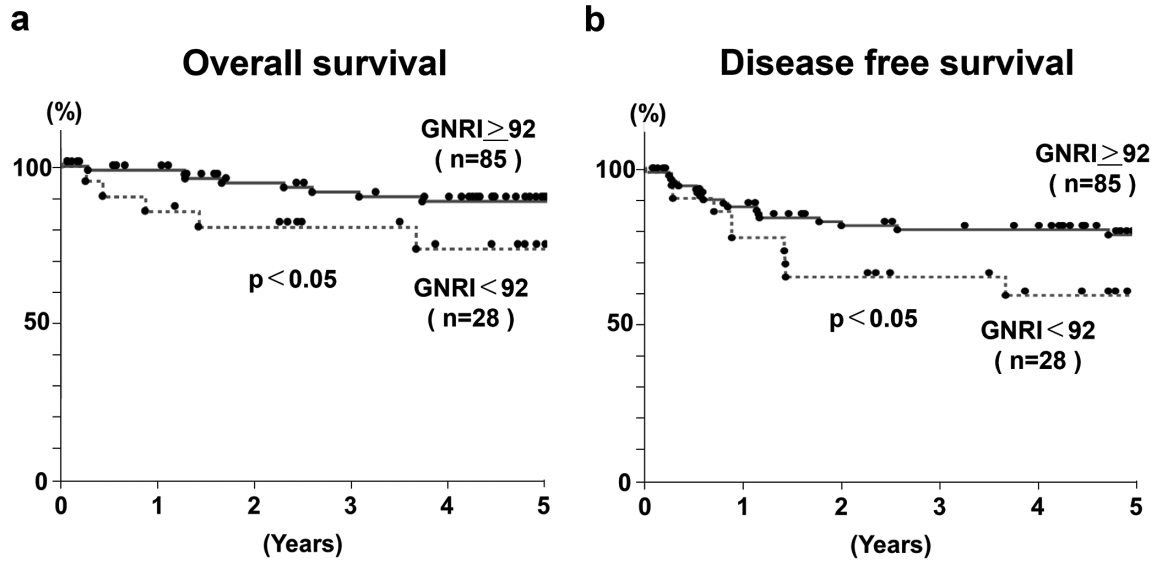 a
Overall survival
(%)
GNRI≥92
( n=85 )
100
50
0
p<0.05
GNRI<92
( n=28 )
0 1 2 3 4 5
(Years)
b
Disease free survival
(%)
GNRI≥92
( n=85 )
100
50
0
p<0.05
GNRI<92
( n=28 )
0 1 2 3 4 5
(Years)